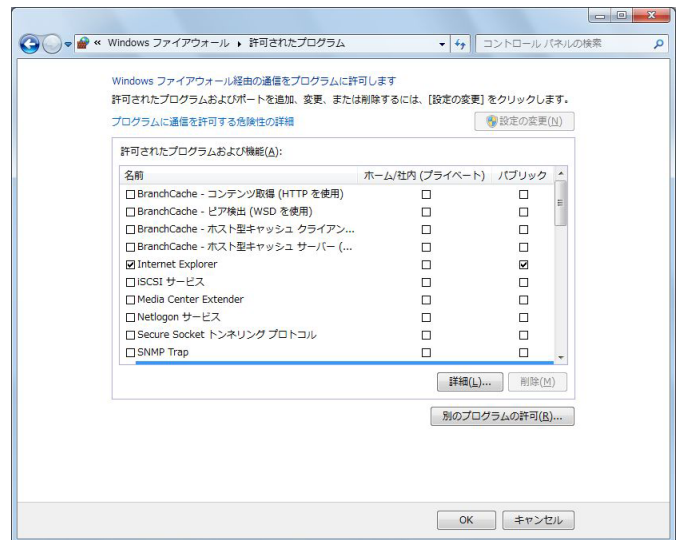 « Windows ファイアウォール ▸ 許可されたプログラム
コントロール パネルの検索
Windows ファイアウォール経由の通信をプログラムに許可します
許可されたプログラムおよびポートを追加、変更、または削除するには、[設定の変更] をクリックします。
プログラムに通信を許可する危険性の詳細
設定の変更(N)
許可されたプログラムおよび機能(A):
名前 ホーム/社内 (プライベート) パブリック
BranchCache - コンテンツ取得 (HTTP を使用)
BranchCache - ピア検出 (WSD を使用)
BranchCache - ホスト型キャッシュ クライアン...
BranchCache - ホスト型キャッシュ サーバー (...
Internet Explorer
iSCSI サービス
Media Center Extender
Netlogon サービス
Secure Socket トンネリング プロトコル
SNMP Trap
詳細(L)... 削除(M)
別のプログラムの許可(R)...
OK キャンセル